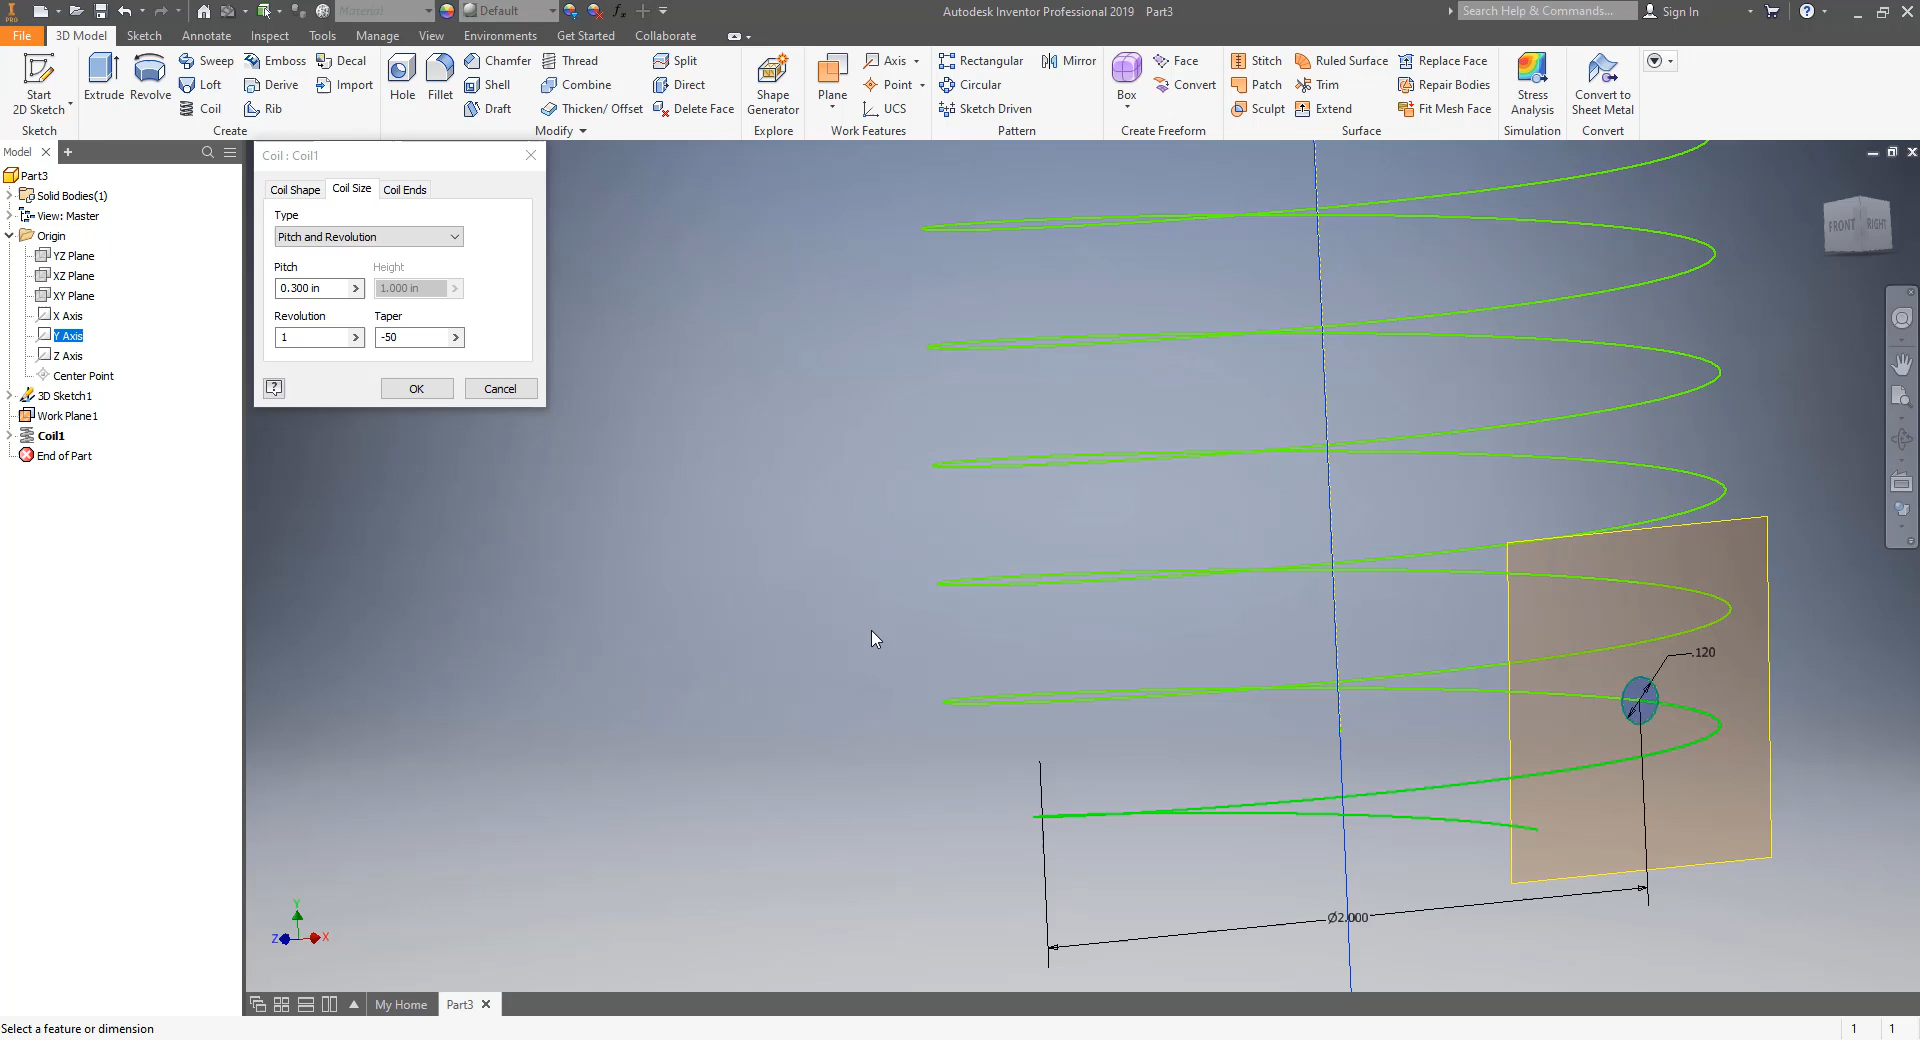 Material
Default
Autodesk Inventor Professional 2019 Part3
Search Help & Commands...
Sign In
PRO
File
3D Model
Sketch
Annotate
Inspect
Tools
Manage
View
Environments
Get Started
Collaborate
Start
2D Sketch
Sketch
Extrude
Revolve
Sweep
Loft
Coil
Emboss
Derive
Rib
Decal
Import
Create
Hole
Fillet
Chamfer
Shell
Draft
Thread
Combine
Thicken/ Offset
Split
Direct
Delete Face
Modify
Shape
Generator
Explore
Plane
Axis
Point
UCS
Work Features
Rectangular
Circular
Sketch Driven
Mirror
Pattern
Box
Face
Convert
Create Freeform
Stitch
Patch
Sculpt
Ruled Surface
Trim
Extend
Replace Face
Repair Bodies
Fit Mesh Face
Surface
Stress
Analysis
Simulation
Convert to
Sheet Metal
Convert
Model
Part3
Solid Bodies(1)
View: Master
Origin
YZ Plane
XZ Plane
XY Plane
X Axis
Y Axis
Z Axis
Center Point
3D Sketch1
Work Plane1
Coil1
End of Part
Coil : Coil1
Coil Shape
Coil Size
Coil Ends
Type
Pitch and Revolution
Pitch
Height
0.300 in
1.000 in
Revolution
Taper
1
-50
OK
Cancel
FRONT
RIGHT
.120
Ø2.000
Y
Z
X
My Home
Part3
Select a feature or dimension
1
1